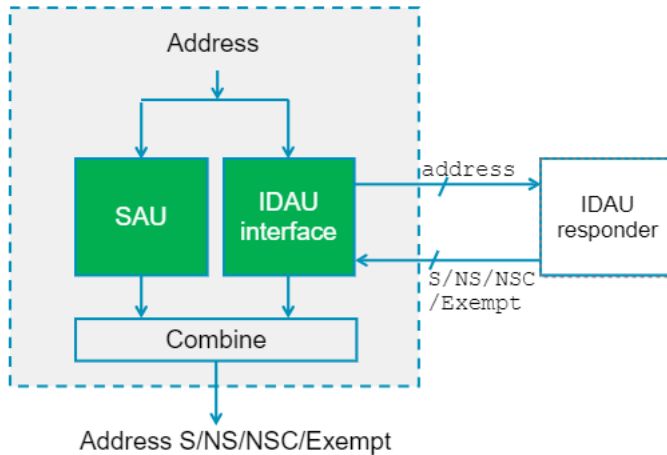 Address
SAU
IDAU
interface
address
IDAU
responder
S/NS/NSC
/Exempt
Combine
Address S/NS/NSC/Exempt